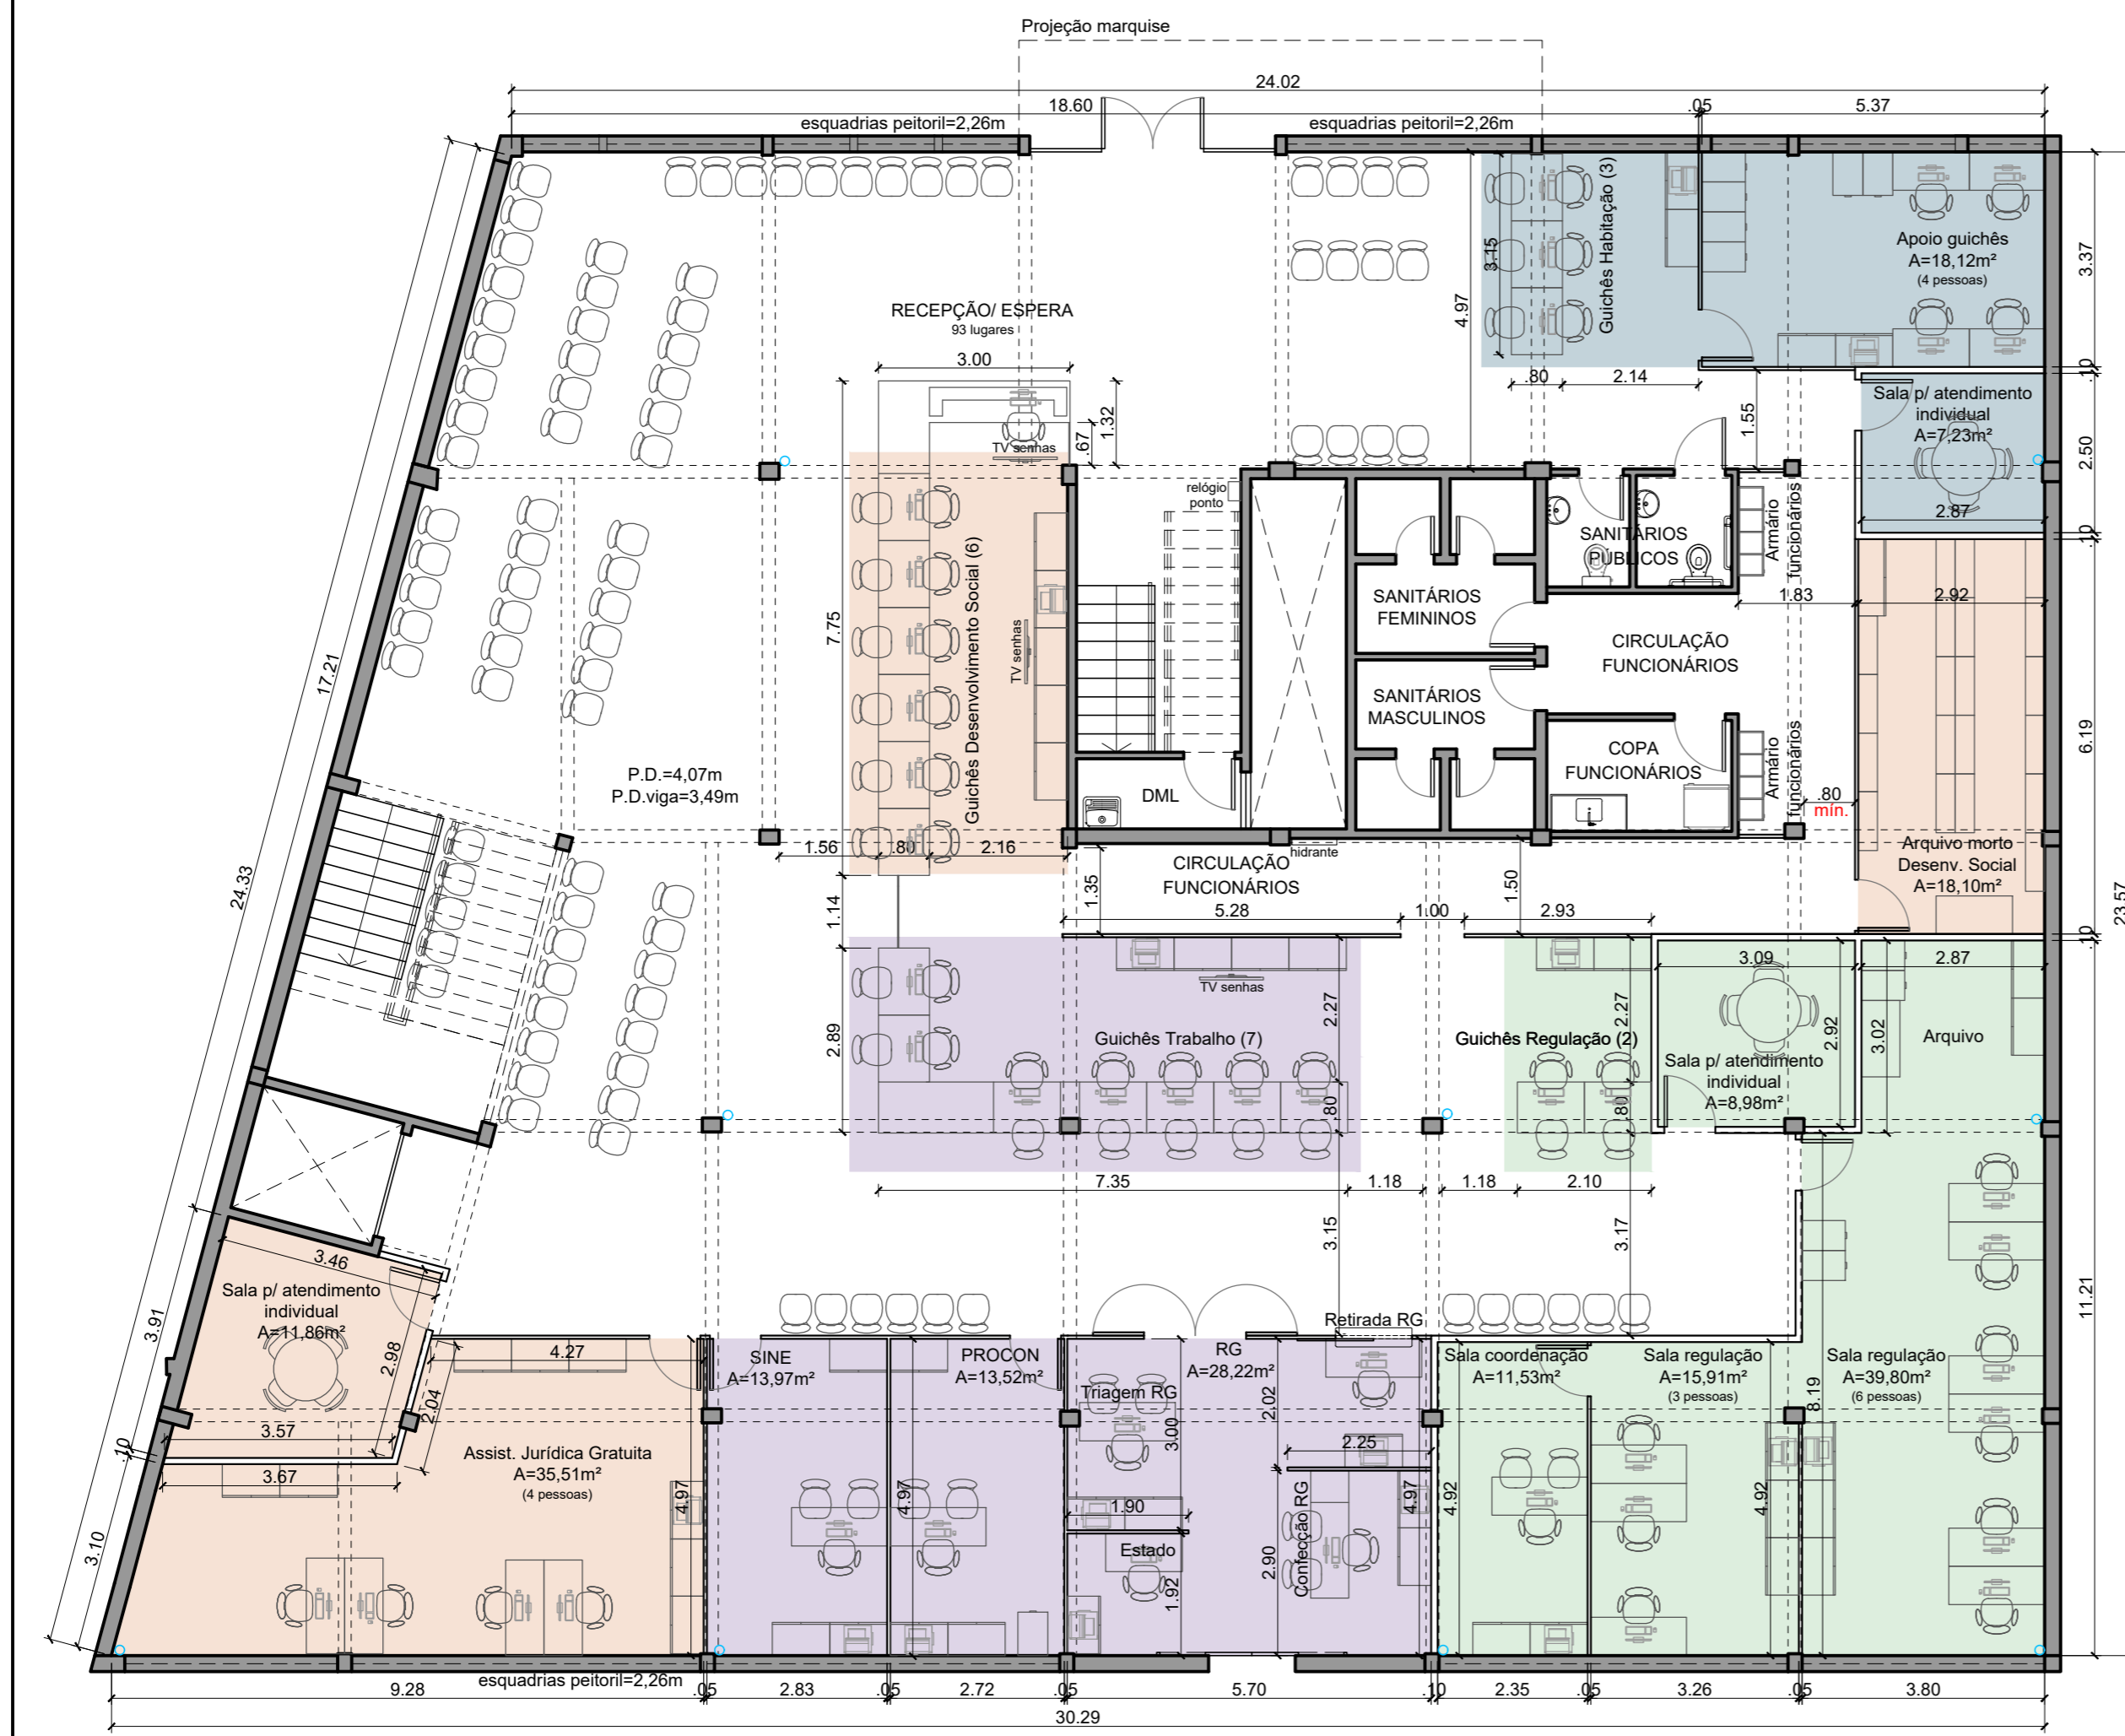 Projeção marquise
24.02
18.60
.05
5.37
esquadrias peitoril=2,26m
esquadrias peitoril=2,26m
Guichês Habitação (3)
3.15
4.97
Apoio guichês
A=18,12m²
(4 pessoas)
3.37
RECEPÇÃO/ ESPERA
93 lugares
3.00
1.32
.67
TV senhas
.80
2.14
1.55
.10
Sala p/ atendimento
individual
A=7,23m²
2.50
2.87
.10
relógio
ponto
SANITÁRIOS
PÚBLICOS
Armário
funcionários
1.83
2.92
Guichês Desenvolvimento Social (6)
7.75
TV senhas
SANITÁRIOS
FEMININOS
CIRCULAÇÃO
FUNCIONÁRIOS
SANITÁRIOS
MASCULINOS
17.21
6.19
P.D.=4,07m
P.D.viga=3,49m
DML
COPA
FUNCIONÁRIOS
Armário
funcionários
.80
mín.
Arquivo morto
Desenv. Social
A=18,10m²
1.56
.80
2.16
hidrante
CIRCULAÇÃO
FUNCIONÁRIOS
1.35
1.50
24.33
1.14
5.28
1.00
2.93
23.57
.10
TV senhas
3.09
2.87
2.27
2.27
2.92
3.02
2.89
Guichês Trabalho (7)
Guichês Regulação (2)
Arquivo
Sala p/ atendimento
individual
A=8,98m²
.80
.80
7.35
1.18
1.18
2.10
3.15
3.17
3.46
Sala p/ atendimento
individual
A=11,86m²
3.91
2.98
11.21
Retirada RG
4.27
SINE
A=13,97m²
PROCON
A=13,52m²
RG
A=28,22m²
Sala coordenação
A=11,53m²
Sala regulação
A=15,91m²
(3 pessoas)
Sala regulação
A=39,80m²
(6 pessoas)
2.04
Triagem RG
2.02
3.00
8.19
3.57
.10
3.67
Assist. Jurídica Gratuita
A=35,51m²
(4 pessoas)
2.25
4.97
4.97
4.97
4.92
4.92
1.90
Estado
Confecção RG
3.10
1.92
2.90
esquadrias peitoril=2,26m
9.28
.05
2.83
.05
2.72
.05
5.70
.10
2.35
.05
3.26
.05
3.80
30.29